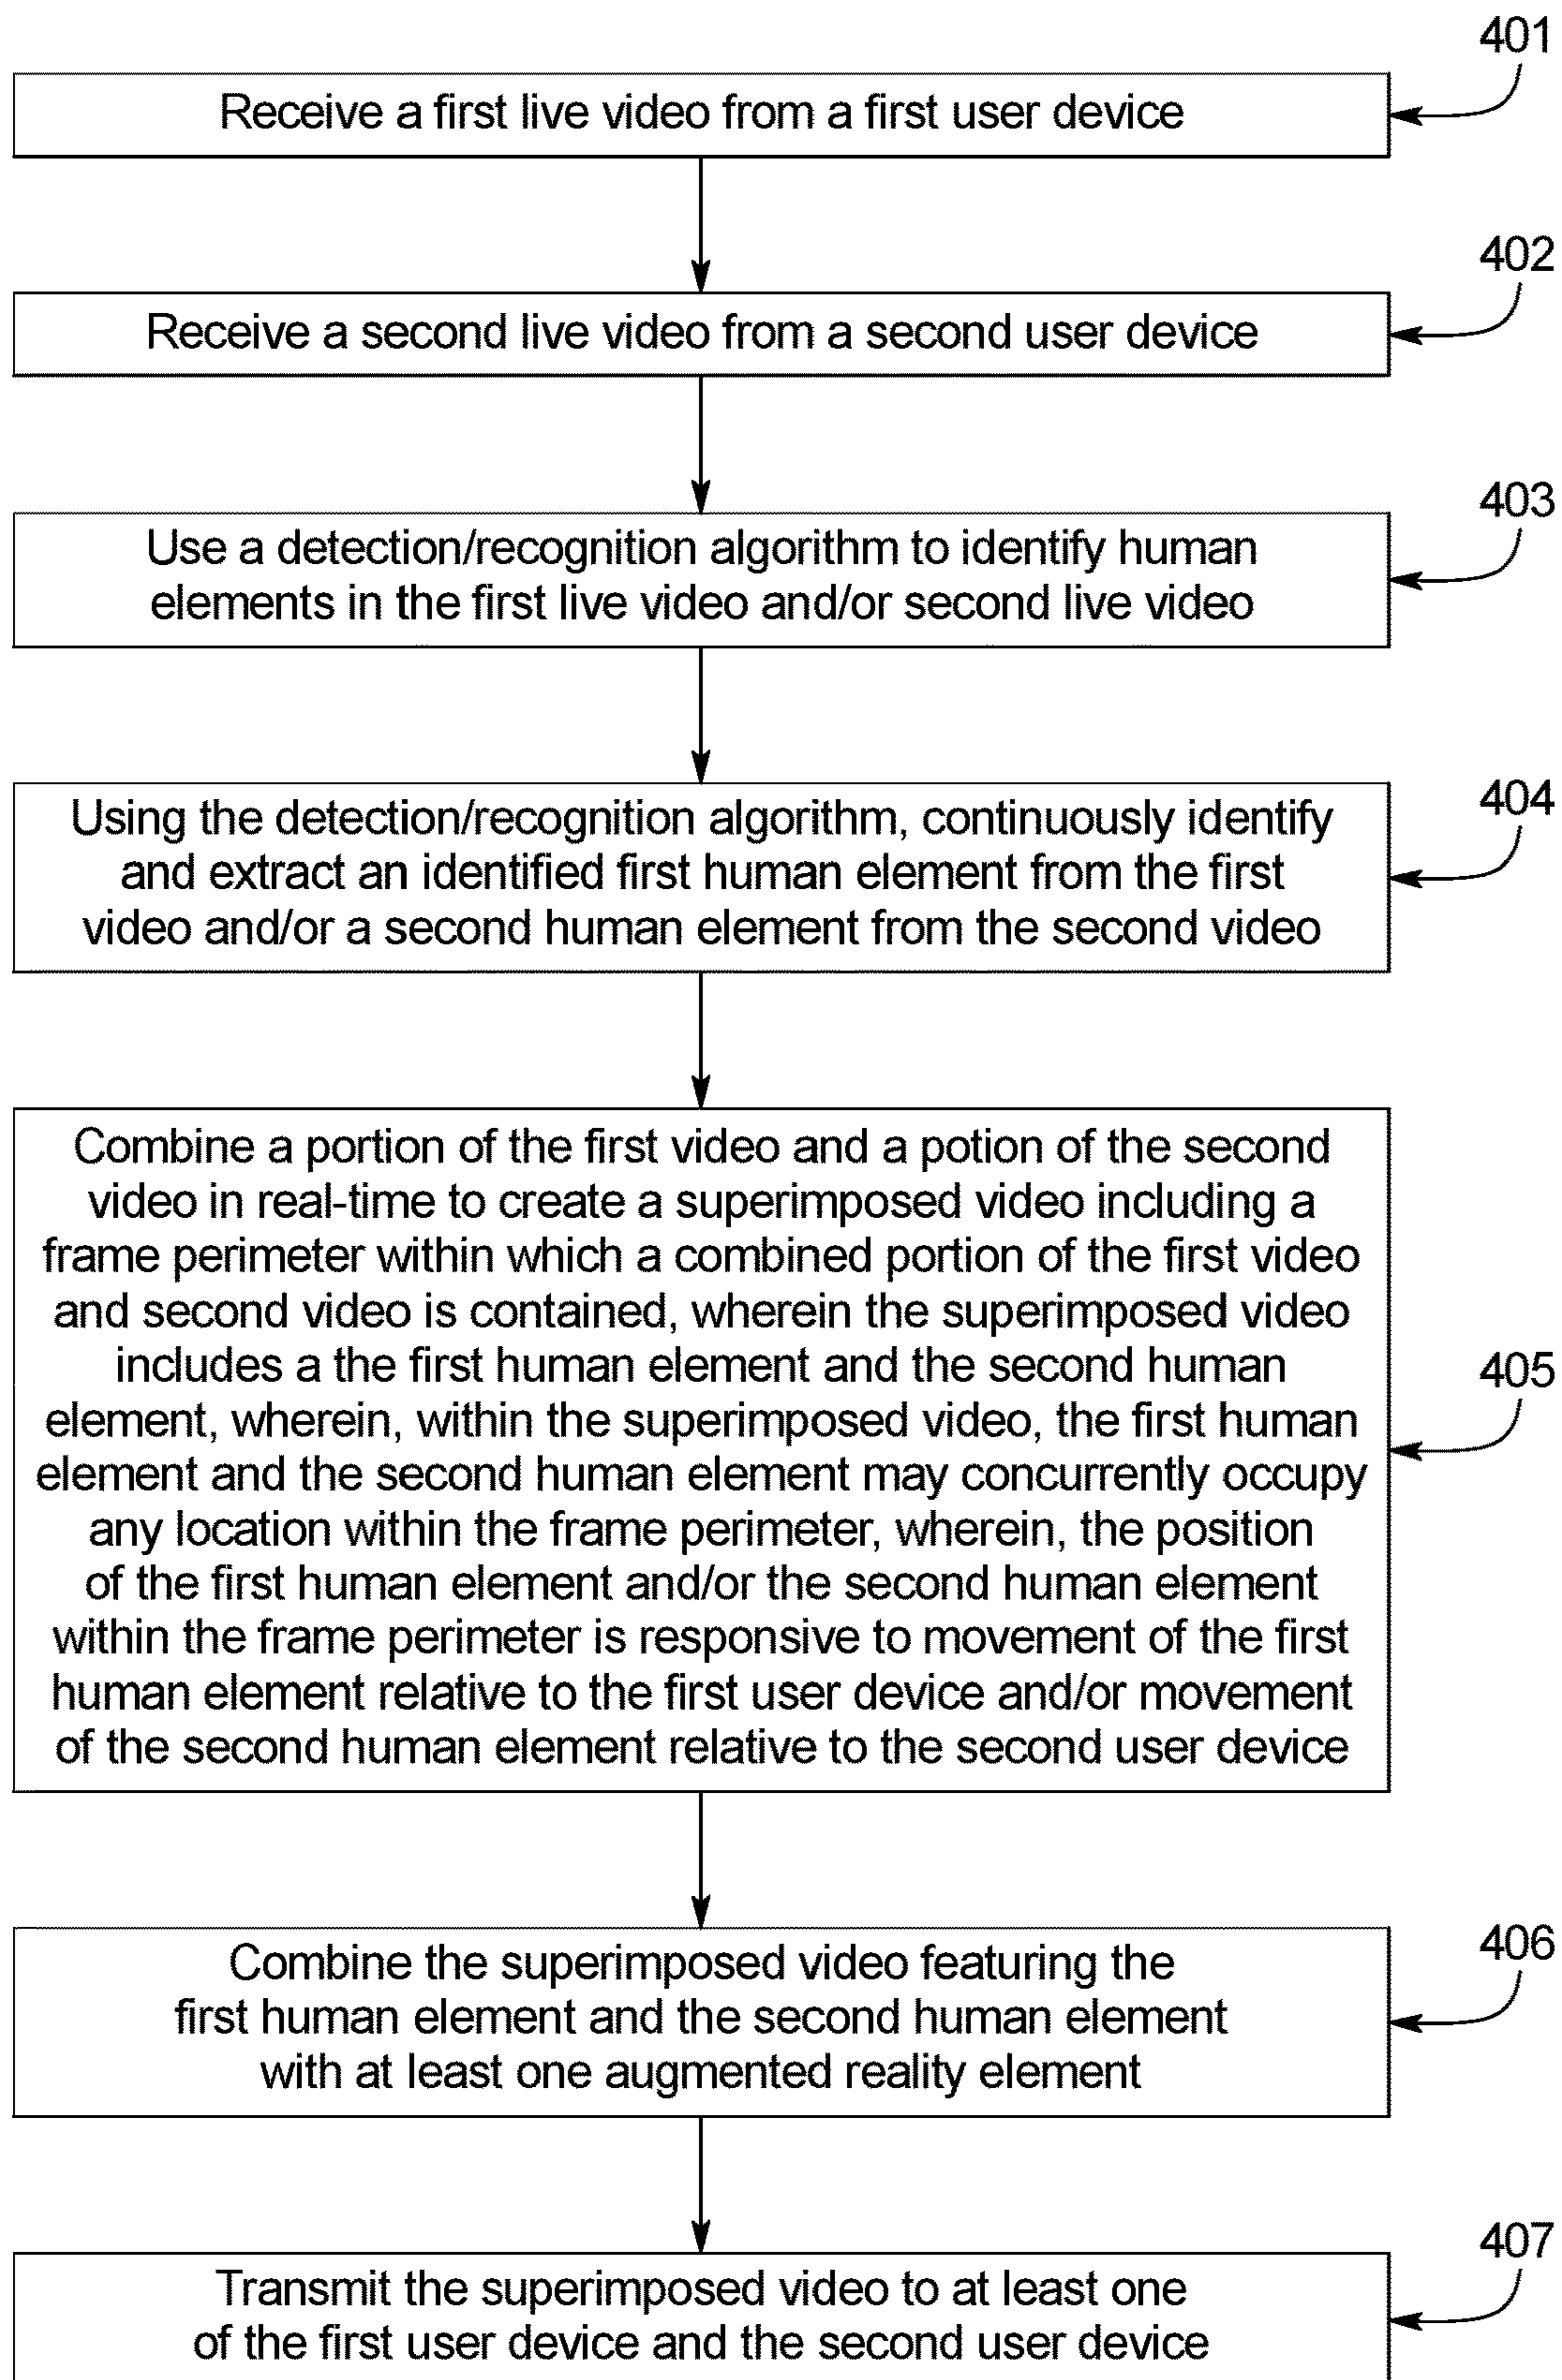 401
Receive a first live video from a first user device
402
Receive a second live video from a second user device
403
Use a detection/recognition algorithm to identify human
elements in the first live video and/or second live video
404
Using the detection/recognition algorithm, continuously identify
and extract an identified first human element from the first
video and/or a second human element from the second video
405
Combine a portion of the first video and a potion of the second
video in real-time to create a superimposed video including a
frame perimeter within which a combined portion of the first video
and second video is contained, wherein the superimposed video
includes a the first human element and the second human
element, wherein, within the superimposed video, the first human
element and the second human element may concurrently occupy
any location within the frame perimeter, wherein, the position
of the first human element and/or the second human element
within the frame perimeter is responsive to movement of the first
human element relative to the first user device and/or movement
of the second human element relative to the second user device
406
Combine the superimposed video featuring the
first human element and the second human element
with at least one augmented reality element
407
Transmit the superimposed video to at least one
of the first user device and the second user device